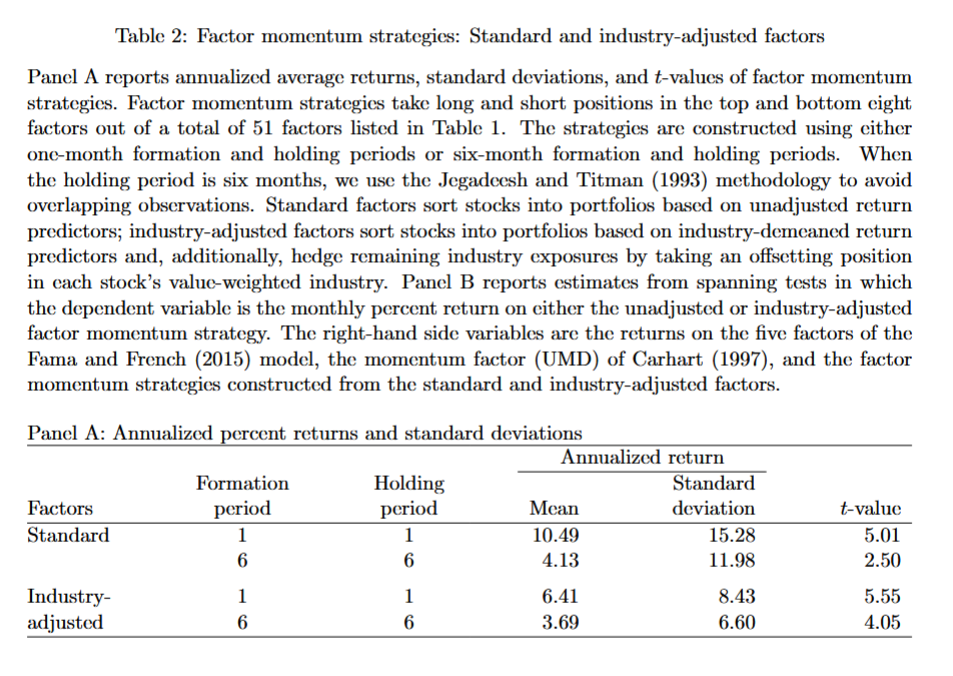 Table 2: Factor momentum strategies: Standard and industry-adjusted factors
Panel A reports annualized average returns, standard deviations, and t-values of factor momentum
strategies. Factor momentum strategies take long and short positions in the top and bottom eight
factors out of a total of 51 factors listed in Table 1. The strategies are constructed using either
one-month formation and holding periods or six-month formation and holding periods. When
the holding period is six months, we use the Jegadeesh and Titman (1993) methodology to avoid
overlapping observations. Standard factors sort stocks into portfolios based on unadjusted return
predictors; industry-adjusted factors sort stocks into portfolios based on industry-demeaned return
predictors and, additionally, hedge remaining industry exposures by taking an offsetting position
in each stock's value-weighted industry. Panel B reports estimates from spanning tests in which
the dependent variable is the monthly percent return on either the unadjusted or industry-adjusted
factor momentum strategy. The right-hand side variables are the returns on the five factors of the
Fama and French (2015) model, the momentum factor (UMD) of Carhart (1997), and the factor
momentum strategies constructed from the standard and industry-adjusted factors.
Panel A: Annualized percent returns and standard deviations
Annualized return
Formation Holding Standard
Factors period period Mean deviation t-value
Standard 1 1 10.49 15.28 5.01
6 6 4.13 11.98 2.50
Industry- 1 1 6.41 8.43 5.55
adjusted 6 6 3.69 6.60 4.05